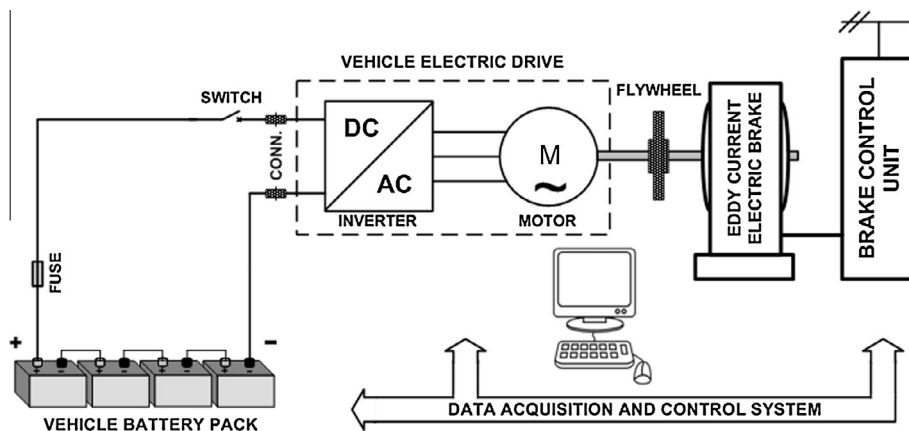 VEHICLE ELECTRIC DRIVE
SWITCH
CONN.
DC
AC
INVERTER
M
~
MOTOR
FLYWHEEL
EDDY CURRENT
ELECTRIC BRAKE
BRAKE CONTROL
UNIT
FUSE
+
−
+ − + − + − + −
VEHICLE BATTERY PACK
DATA ACQUISITION AND CONTROL SYSTEM